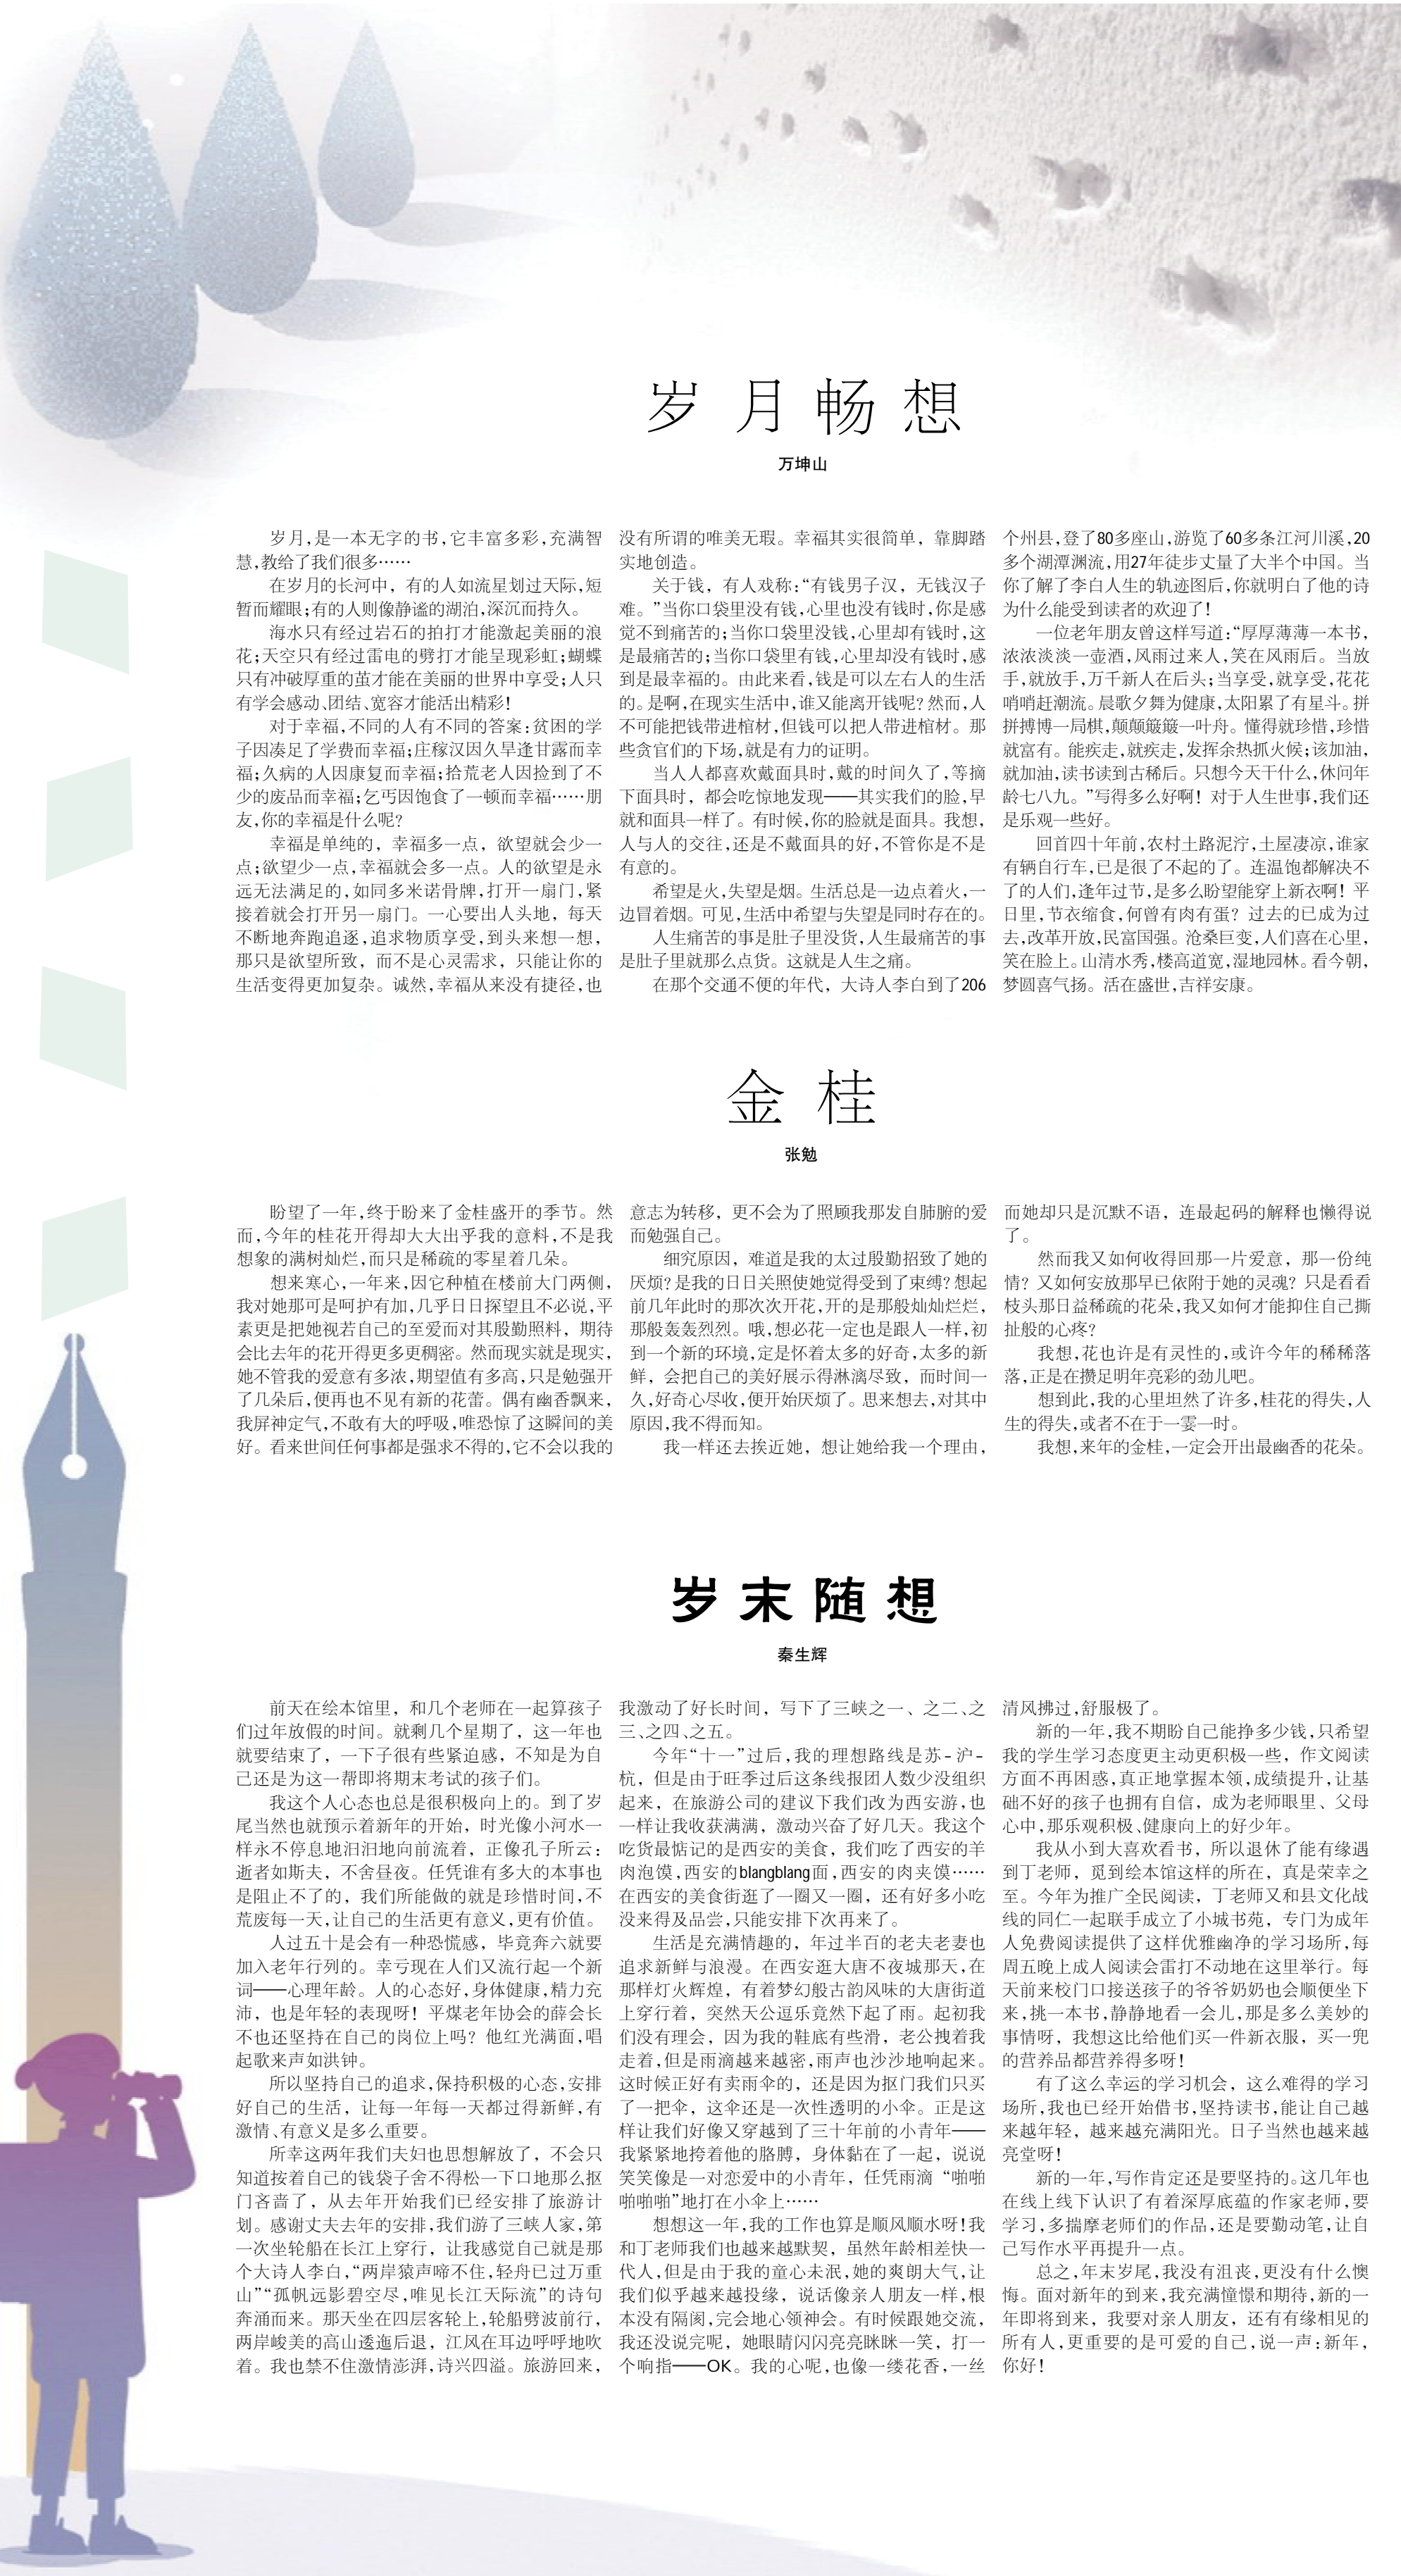 岁月畅想
万坤山
岁月,是一本无字的书,它丰富多彩,充满智
慧,教给了我们很多……
在岁月的长河中，有的人如流星划过天际,短
暂而耀眼;有的人则像静谧的湖泊,深沉而持久。
海水只有经过岩石的拍打才能激起美丽的浪
花;天空只有经过雷电的劈打才能呈现彩虹;蝴蝶
只有冲破厚重的茧才能在美丽的世界中享受;人只
有学会感动、团结、宽容才能活出精彩!
对于幸福,不同的人有不同的答案:贫困的学
子因凑足了学费而幸福;庄稼汉因久旱逢甘露而幸
福;久病的人因康复而幸福;拾荒老人因捡到了不
少的废品而幸福;乞丐因饱食了一顿而幸福……朋
友,你的幸福是什么呢?
幸福是单纯的，幸福多一点，欲望就会少一
点;欲望少一点,幸福就会多一点。人的欲望是永
远无法满足的,如同多米诺骨牌,打开一扇门,紧
接着就会打开另一扇门。一心要出人头地，每天
不断地奔跑追逐,追求物质享受,到头来想一想,
那只是欲望所致，而不是心灵需求，只能让你的
生活变得更加复杂。诚然,幸福从来没有捷径,也
没有所谓的唯美无瑕。幸福其实很简单，靠脚踏
实地创造。
关于钱，有人戏称:“有钱男子汉，无钱汉子
难。”当你口袋里没有钱,心里也没有钱时,你是感
觉不到痛苦的;当你口袋里没钱,心里却有钱时,这
是最痛苦的;当你口袋里有钱,心里却没有钱时,感
到是最幸福的。由此来看,钱是可以左右人的生活
的。是啊,在现实生活中,谁又能离开钱呢?然而,人
不可能把钱带进棺材,但钱可以把人带进棺材。那
些贪官们的下场,就是有力的证明。
当人人都喜欢戴面具时,戴的时间久了,等摘
下面具时，都会吃惊地发现——其实我们的脸,早
就和面具一样了。有时候,你的脸就是面具。我想,
人与人的交往,还是不戴面具的好,不管你是不是
有意的。
希望是火,失望是烟。生活总是一边点着火,一
边冒着烟。可见,生活中希望与失望是同时存在的。
人生痛苦的事是肚子里没货,人生最痛苦的事
是肚子里就那么点货。这就是人生之痛。
在那个交通不便的年代，大诗人李白到了206
个州县,登了80多座山,游览了60多条江河川溪,20
多个湖潭渊流,用27年徒步丈量了大半个中国。当
你了解了李白人生的轨迹图后,你就明白了他的诗
为什么能受到读者的欢迎了!
一位老年朋友曾这样写道:“厚厚薄薄一本书,
浓浓淡淡一壶酒,风雨过来人,笑在风雨后。当放
手,就放手,万千新人在后头;当享受,就享受,花花
哨哨赶潮流。晨歌夕舞为健康,太阳累了有星斗。拼
拼搏博一局棋,颠颠簸簸一叶舟。懂得就珍惜,珍惜
就富有。能疾走,就疾走,发挥余热抓火候;该加油,
就加油,读书读到古稀后。只想今天干什么,休问年
龄七八九。”写得多么好啊！对于人生世事,我们还
是乐观一些好。
回首四十年前,农村土路泥泞,土屋凄凉,谁家
有辆自行车,已是很了不起的了。连温饱都解决不
了的人们,逢年过节,是多么盼望能穿上新衣啊！平
日里,节衣缩食,何曾有肉有蛋？过去的已成为过
去,改革开放,民富国强。沧桑巨变,人们喜在心里,
笑在脸上。山清水秀,楼高道宽,湿地园林。看今朝,
梦圆喜气扬。活在盛世,吉祥安康。
金桂
张勉
盼望了一年,终于盼来了金桂盛开的季节。然
而,今年的桂花开得却大大出乎我的意料,不是我
想象的满树灿烂,而只是稀疏的零星着几朵。
想来寒心,一年来,因它种植在楼前大门两侧,
我对她那可是呵护有加,几乎日日探望且不必说,平
素更是把她视若自己的至爱而对其殷勤照料，期待
会比去年的花开得更多更稠密。然而现实就是现实,
她不管我的爱意有多浓,期望值有多高,只是勉强开
了几朵后,便再也不见有新的花蕾。偶有幽香飘来,
我屏神定气,不敢有大的呼吸,唯恐惊了这瞬间的美
好。看来世间任何事都是强求不得的,它不会以我的
意志为转移，更不会为了照顾我那发自肺腑的爱
而勉强自己。
细究原因，难道是我的太过殷勤招致了她的
厌烦?是我的日日关照使她觉得受到了束缚?想起
前几年此时的那次次开花,开的是那般灿灿烂烂,
那般轰轰烈烈。哦,想必花一定也是跟人一样,初
到一个新的环境,定是怀着太多的好奇,太多的新
鲜，会把自己的美好展示得淋漓尽致，而时间一
久,好奇心尽收,便开始厌烦了。思来想去,对其中
原因,我不得而知。
我一样还去挨近她，想让她给我一个理由,
而她却只是沉默不语，连最起码的解释也懒得说
了。
然而我又如何收得回那一片爱意，那一份纯
情？又如何安放那早已依附于她的灵魂？只是看看
枝头那日益稀疏的花朵,我又如何才能抑住自己撕
扯般的心疼?
我想,花也许是有灵性的,或许今年的稀稀落
落,正是在攒足明年亮彩的劲儿吧。
想到此,我的心里坦然了许多,桂花的得失,人
生的得失,或者不在于一霎一时。
我想,来年的金桂,一定会开出最幽香的花朵。
岁末随想
秦生辉
前天在绘本馆里，和几个老师在一起算孩子
们过年放假的时间。就剩几个星期了，这一年也
就要结束了，一下子很有些紧迫感，不知是为自
己还是为这一帮即将期末考试的孩子们。
我这个人心态也总是很积极向上的。到了岁
尾当然也就预示着新年的开始，时光像小河水一
样永不停息地汩汩地向前流着，正像孔子所云:
逝者如斯夫，不舍昼夜。任凭谁有多大的本事也
是阻止不了的，我们所能做的就是珍惜时间,不
荒废每一天,让自己的生活更有意义,更有价值。
人过五十是会有一种恐慌感，毕竟奔六就要
加入老年行列的。幸亏现在人们又流行起一个新
词——心理年龄。人的心态好,身体健康,精力充
沛，也是年轻的表现呀！平煤老年协会的薛会长
不也还坚持在自己的岗位上吗？他红光满面,唱
起歌来声如洪钟。
所以坚持自己的追求,保持积极的心态,安排
好自己的生活，让每一年每一天都过得新鲜,有
激情、有意义是多么重要。
所幸这两年我们夫妇也思想解放了，不会只
知道按着自己的钱袋子舍不得松一下口地那么抠
门吝啬了，从去年开始我们已经安排了旅游计
划。感谢丈夫去年的安排,我们游了三峡人家,第
一次坐轮船在长江上穿行，让我感觉自己就是那
个大诗人李白,“两岸猿声啼不住,轻舟已过万重
山”“孤帆远影碧空尽,唯见长江天际流”的诗句
奔涌而来。那天坐在四层客轮上,轮船劈波前行,
两岸峻美的高山逶迤后退，江风在耳边呼呼地吹
着。我也禁不住激情澎湃,诗兴四溢。旅游回来,
我激动了好长时间，写下了三峡之一、之二、之
三、之四、之五。
今年“十一”过后,我的理想路线是苏-沪-
杭，但是由于旺季过后这条线报团人数少没组织
起来，在旅游公司的建议下我们改为西安游,也
一样让我收获满满，激动兴奋了好几天。我这个
吃货最惦记的是西安的美食，我们吃了西安的羊
肉泡馍,西安的blangblang面,西安的肉夹馍……
在西安的美食街逛了一圈又一圈，还有好多小吃
没来得及品尝,只能安排下次再来了。
生活是充满情趣的，年过半百的老夫老妻也
追求新鲜与浪漫。在西安逛大唐不夜城那天,在
那样灯火辉煌，有着梦幻般古韵风味的大唐街道
上穿行着，突然天公逗乐竟然下起了雨。起初我
们没有理会，因为我的鞋底有些滑，老公拽着我
走着,但是雨滴越来越密,雨声也沙沙地响起来。
这时候正好有卖雨伞的，还是因为抠门我们只买
了一把伞，这伞还是一次性透明的小伞。正是这
样让我们好像又穿越到了三十年前的小青年——
我紧紧地挎着他的胳膊，身体黏在了一起，说说
笑笑像是一对恋爱中的小青年，任凭雨滴“啪啪
啪啪啪”地打在小伞上……
想想这一年,我的工作也算是顺风顺水呀!我
和丁老师我们也越来越默契，虽然年龄相差快一
代人,但是由于我的童心未泯,她的爽朗大气,让
我们似乎越来越投缘，说话像亲人朋友一样,根
本没有隔阂,完会地心领神会。有时候跟她交流,
我还没说完呢，她眼睛闪闪亮亮眯眯一笑，打一
个响指——OK。我的心呢,也像一缕花香,一丝
清风拂过,舒服极了。
新的一年,我不期盼自己能挣多少钱,只希望
我的学生学习态度更主动更积极一些，作文阅读
方面不再困惑,真正地掌握本领,成绩提升,让基
础不好的孩子也拥有自信，成为老师眼里、父母
心中,那乐观积极、健康向上的好少年。
我从小到大喜欢看书，所以退休了能有缘遇
到丁老师，觅到绘本馆这样的所在，真是荣幸之
至。今年为推广全民阅读，丁老师又和县文化战
线的同仁一起联手成立了小城书苑，专门为成年
人免费阅读提供了这样优雅幽净的学习场所,每
周五晚上成人阅读会雷打不动地在这里举行。每
天前来校门口接送孩子的爷爷奶奶也会顺便坐下
来,挑一本书,静静地看一会儿,那是多么美妙的
事情呀，我想这比给他们买一件新衣服，买一兜
的营养品都营养得多呀!
有了这么幸运的学习机会，这么难得的学习
场所,我也已经开始借书,坚持读书,能让自己越
来越年轻，越来越充满阳光。日子当然也越来越
亮堂呀!
新的一年,写作肯定还是要坚持的。这几年也
在线上线下认识了有着深厚底蕴的作家老师,要
学习,多揣摩老师们的作品,还是要勤动笔,让自
己写作水平再提升一点。
总之,年末岁尾,我没有沮丧,更没有什么懊
悔。面对新年的到来,我充满憧憬和期待,新的一
年即将到来，我要对亲人朋友，还有有缘相见的
所有人,更重要的是可爱的自己,说一声:新年,
你好!